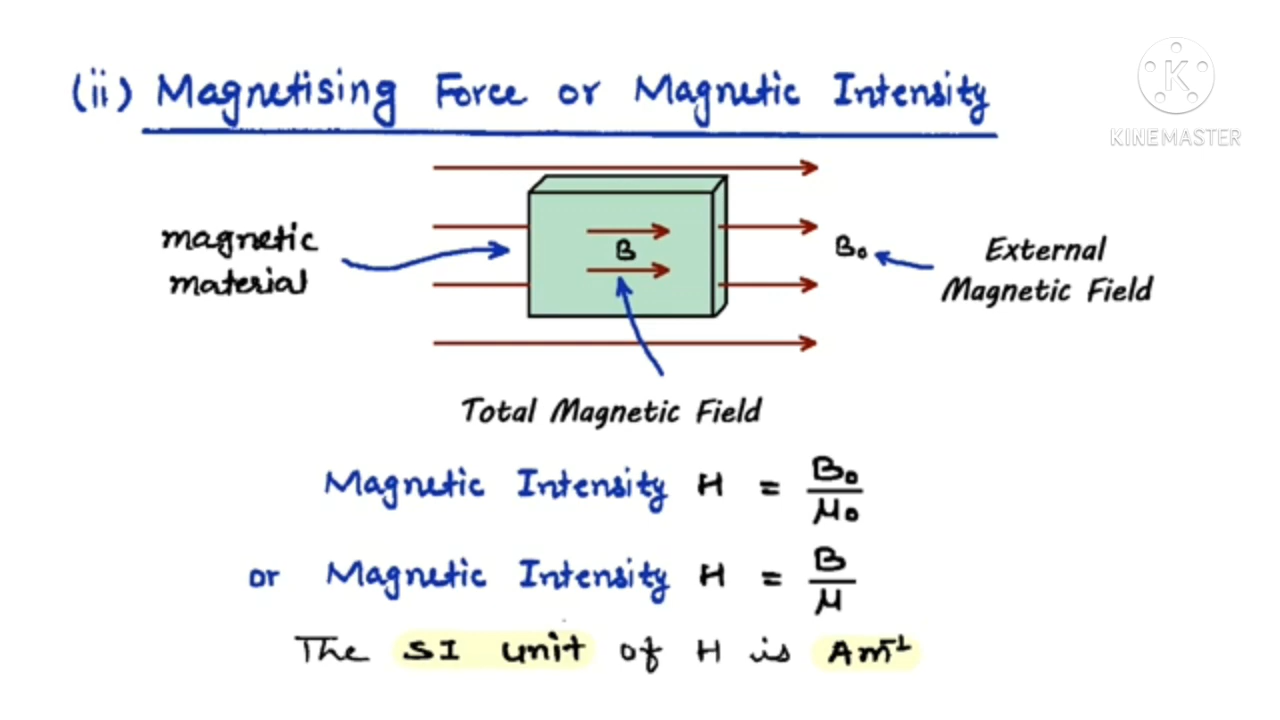 (ii) Magnetising Force or Magnetic Intensity
K
KINEMASTER
magnetic
material
B
B₀
External
Magnetic Field
Total Magnetic Field
Magnetic Intensity H = B₀/μ₀
or Magnetic Intensity H = B/μ
The SI unit of H is Am⁻¹